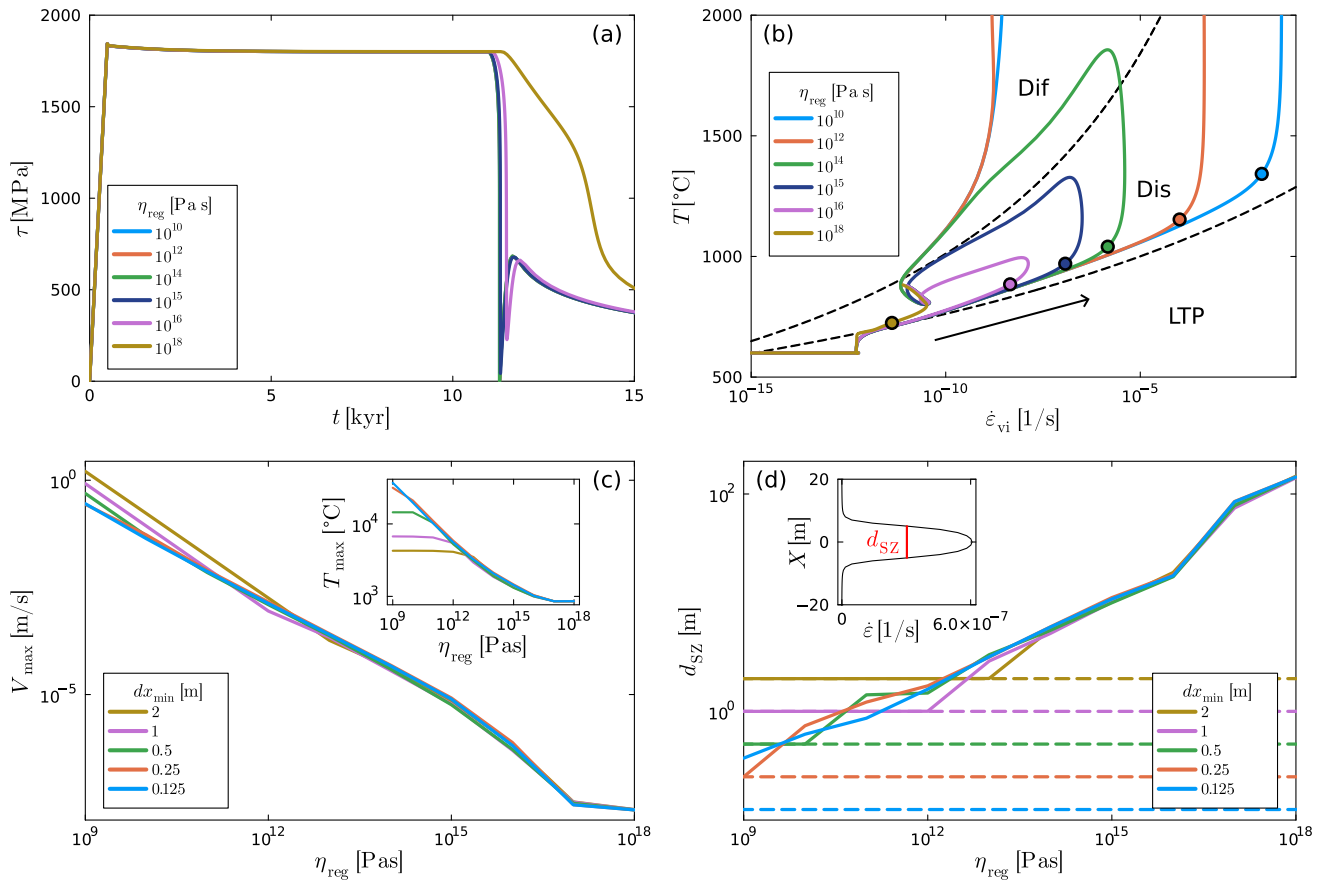 (a)
2000
1500
1000
500
0
τ [MPa]
η_reg [Pa s]
10^10
10^12
10^14
10^15
10^16
10^18
0
5
10
15
t [kyr]
(b)
2000
1500
1000
500
T [°C]
η_reg [Pa s]
10^10
10^12
10^14
10^15
10^16
10^18
Dif
Dis
LTP
10^−15
10^−10
10^−5
ε̇_vi [1/s]
(c)
10^0
10^−5
V_max [m/s]
dx_min [m]
2
1
0.5
0.25
0.125
T_max [°C]
10^4
10^3
10^9
10^12
10^15
10^18
η_reg [Pas]
10^9
10^12
10^15
10^18
η_reg [Pas]
(d)
10^2
10^0
d_SZ [m]
X [m]
20
0
−20
d_SZ
0
6.0×10^−7
ε̇ [1/s]
dx_min [m]
2
1
0.5
0.25
0.125
10^9
10^12
10^15
10^18
η_reg [Pas]